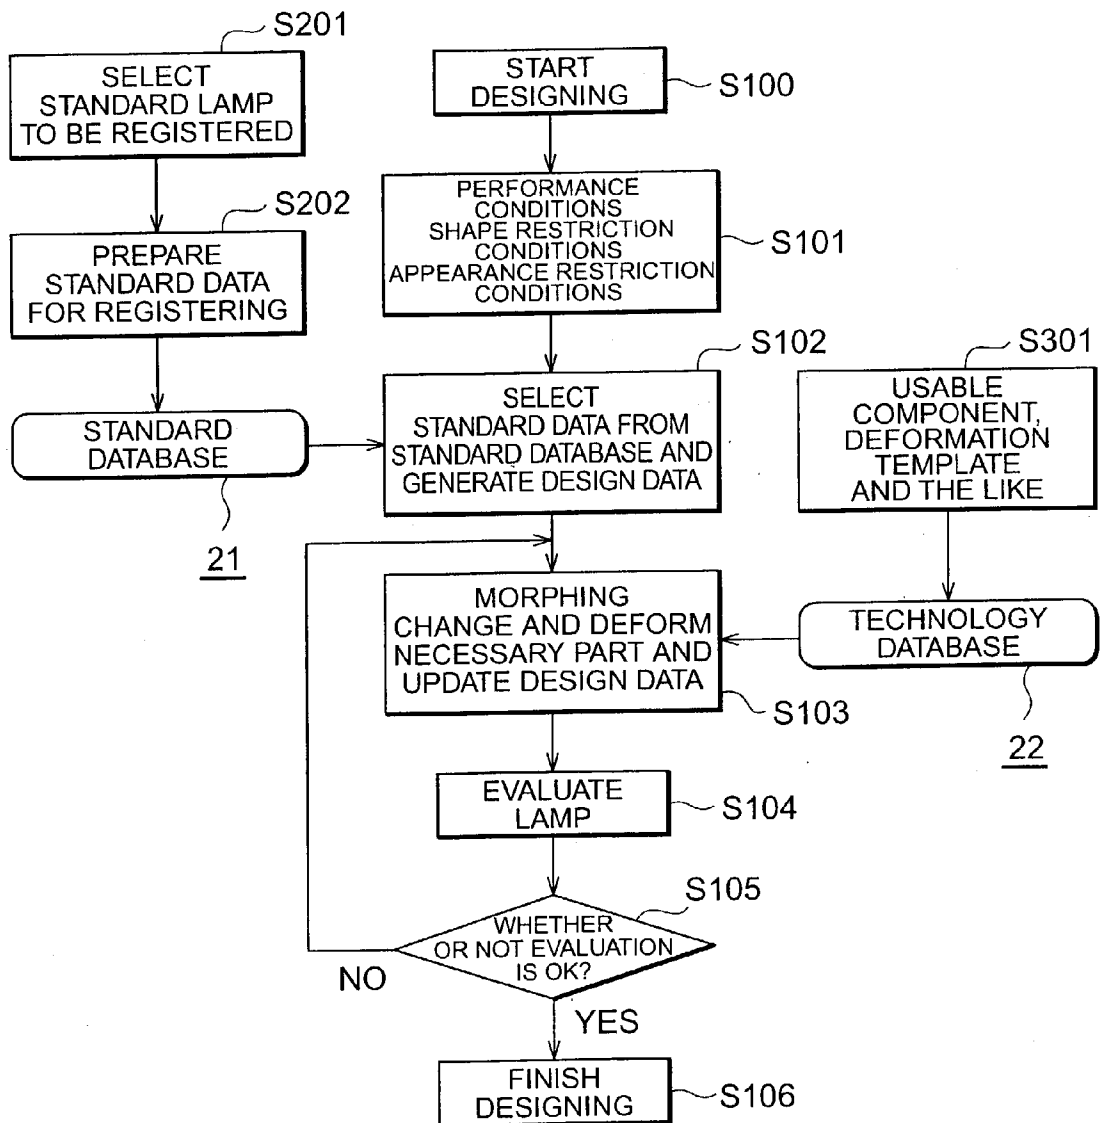 S201
SELECT
STANDARD LAMP
TO BE REGISTERED
S202
PREPARE
STANDARD DATA
FOR REGISTERING
STANDARD
DATABASE
21
START
DESIGNING
S100
PERFORMANCE
CONDITIONS
SHAPE RESTRICTION
CONDITIONS
APPEARANCE RESTRICTION
CONDITIONS
S101
S102
SELECT
STANDARD DATA FROM
STANDARD DATABASE AND
GENERATE DESIGN DATA
S301
USABLE
COMPONENT,
DEFORMATION
TEMPLATE
AND THE LIKE
TECHNOLOGY
DATABASE
22
MORPHING
CHANGE AND DEFORM
NECESSARY PART AND
UPDATE DESIGN DATA
S103
EVALUATE
LAMP
S104
S105
WHETHER
OR NOT EVALUATION
IS OK?
NO
YES
FINISH
DESIGNING
S106